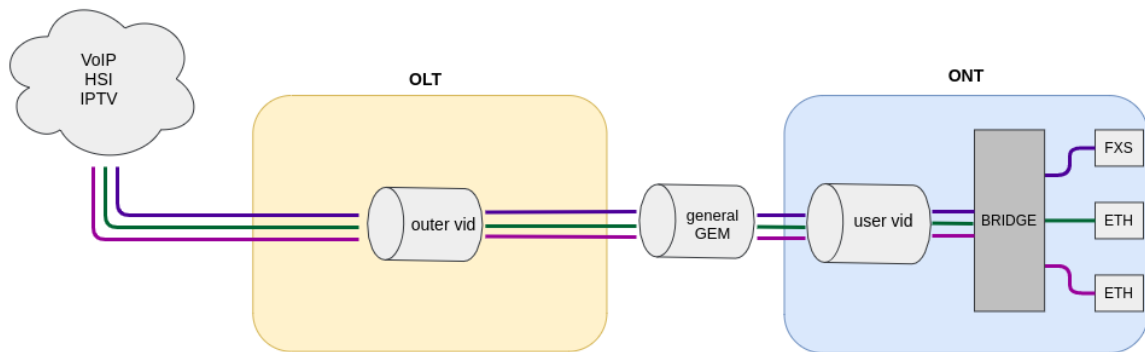 VoIP
HSI
IPTV
OLT
ONT
outer vid
general
GEM
user vid
BRIDGE
FXS
ETH
ETH